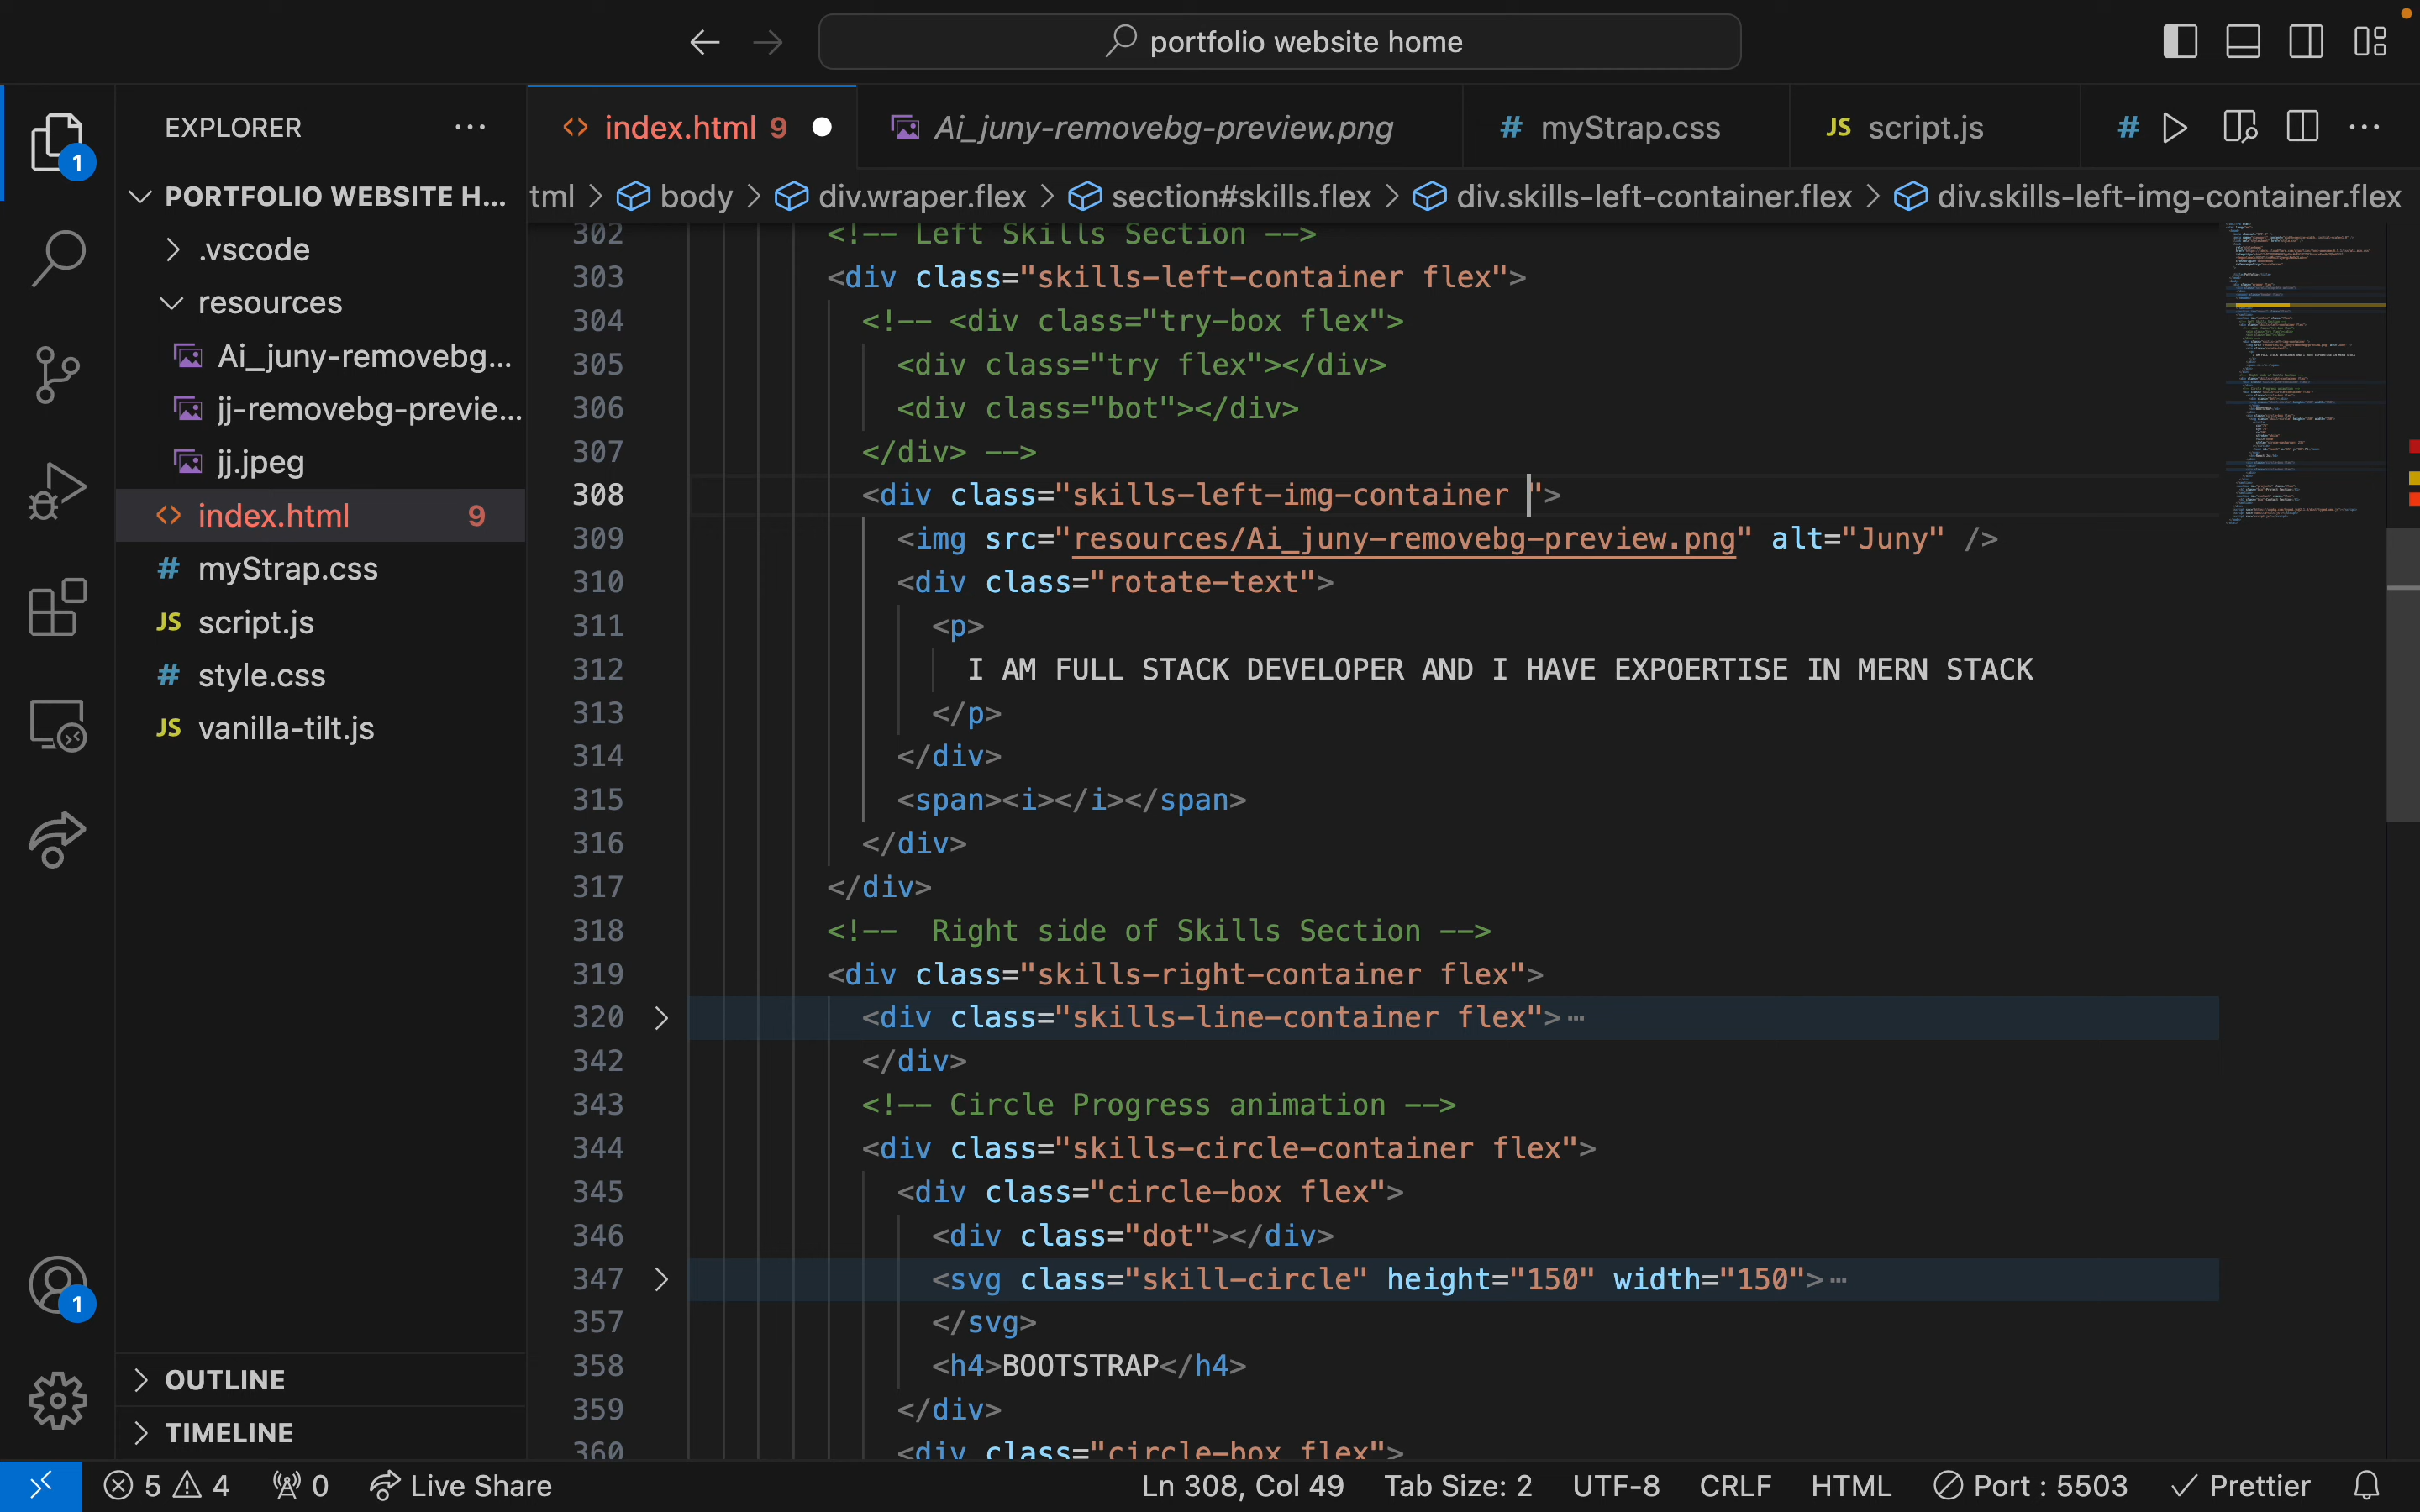 portfolio website home
EXPLORER
1
index.html 9
Ai_juny-removebg-preview.png
# myStrap.css
JS script.js
#
PORTFOLIO WEBSITE H...
tml > body > div.wraper.flex > section#skills.flex > div.skills-left-container.flex > div.skills-left-img-container.flex
.vscode
resources
Ai_juny-removebg...
jj-removebg-previe...
jj.jpeg
index.html 9
# myStrap.css
JS script.js
# style.css
JS vanilla-tilt.js
302 <!-- Left Skills Section -->
303 <div class="skills-left-container flex">
304 <!-- <div class="try-box flex">
305 <div class="try flex"></div>
306 <div class="bot"></div>
307 </div> -->
308 <div class="skills-left-img-container ">
309 <img src="resources/Ai_juny-removebg-preview.png" alt="Juny" />
310 <div class="rotate-text">
311 <p>
312 I AM FULL STACK DEVELOPER AND I HAVE EXPOERTISE IN MERN STACK
313 </p>
314 </div>
315 <span><i></i></span>
316 </div>
317 </div>
318 <!--  Right side of Skills Section -->
319 <div class="skills-right-container flex">
320 <div class="skills-line-container flex">...
342 </div>
343 <!-- Circle Progress animation -->
344 <div class="skills-circle-container flex">
345 <div class="circle-box flex">
346 <div class="dot"></div>
347 <svg class="skill-circle" height="150" width="150">...
357 </svg>
358 <h4>BOOTSTRAP</h4>
359 </div>
360 <div class="circle-box flex">
1
OUTLINE
TIMELINE
5 4 0 Live Share
Ln 308, Col 49 Tab Size: 2 UTF-8 CRLF HTML Port : 5503 Prettier